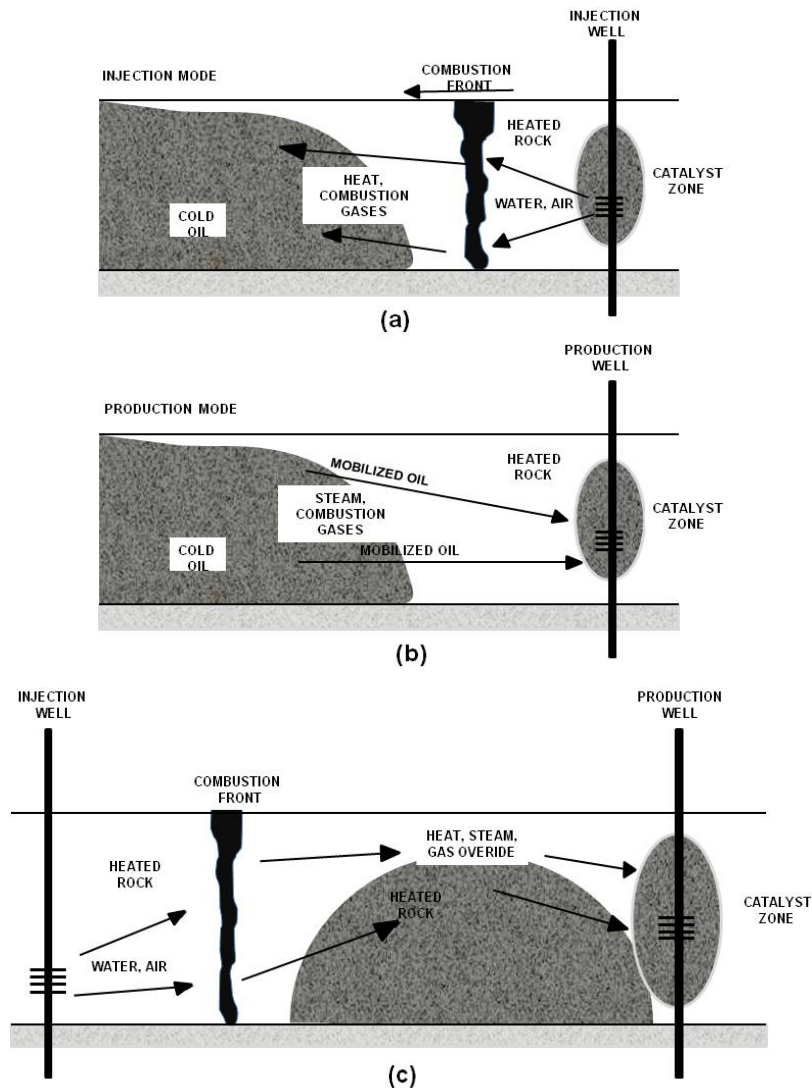 INJECTION
WELL
INJECTION MODE
COMBUSTION
FRONT
HEATED
ROCK
CATALYST
ZONE
HEAT,
COMBUSTION
GASES
WATER, AIR
COLD
OIL
(a)
PRODUCTION
WELL
PRODUCTION MODE
MOBILIZED OIL
HEATED
ROCK
STEAM,
COMBUSTION
GASES
CATALYST
ZONE
COLD
OIL
MOBILIZED OIL
(b)
INJECTION
WELL
PRODUCTION
WELL
COMBUSTION
FRONT
HEAT, STEAM,
GAS OVERIDE
HEATED
ROCK
HEATED
ROCK
CATALYST
ZONE
WATER, AIR
(c)